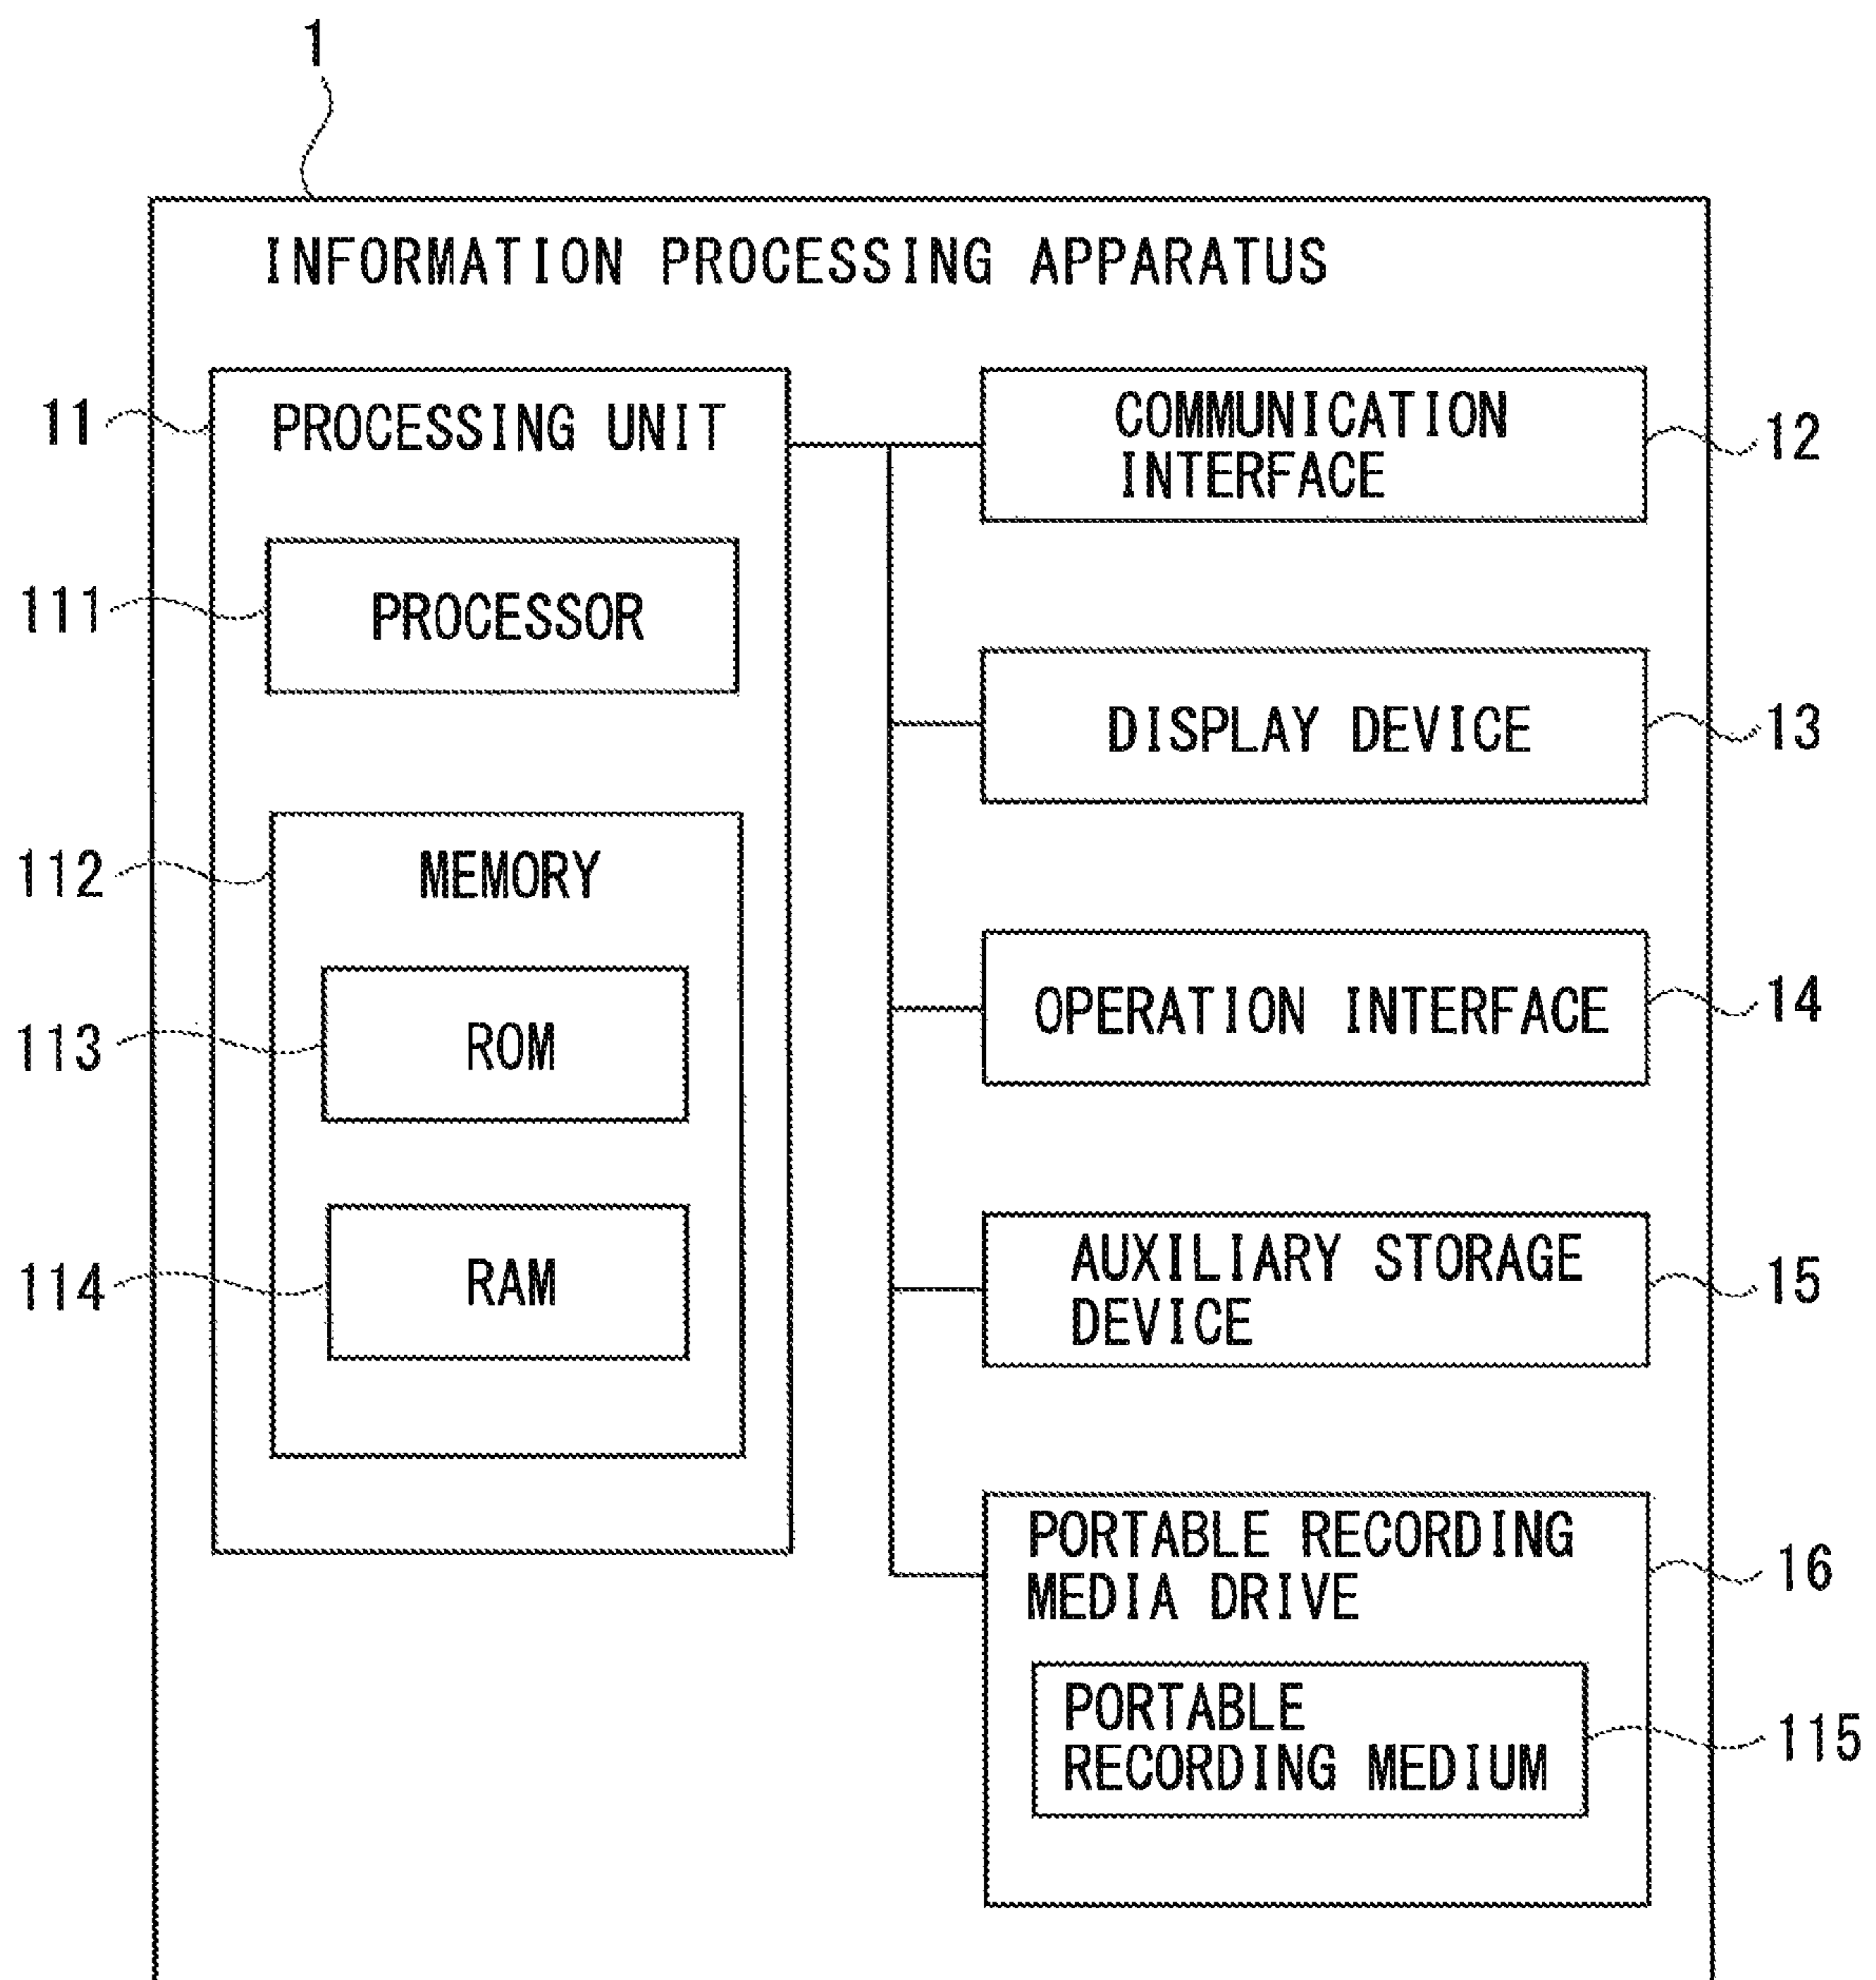 1
INFORMATION PROCESSING APPARATUS
11
PROCESSING UNIT
111
PROCESSOR
112
MEMORY
113
ROM
114
RAM
COMMUNICATION
INTERFACE
12
DISPLAY DEVICE
13
OPERATION INTERFACE
14
AUXILIARY STORAGE
DEVICE
15
PORTABLE RECORDING
MEDIA DRIVE
16
PORTABLE
RECORDING MEDIUM
115